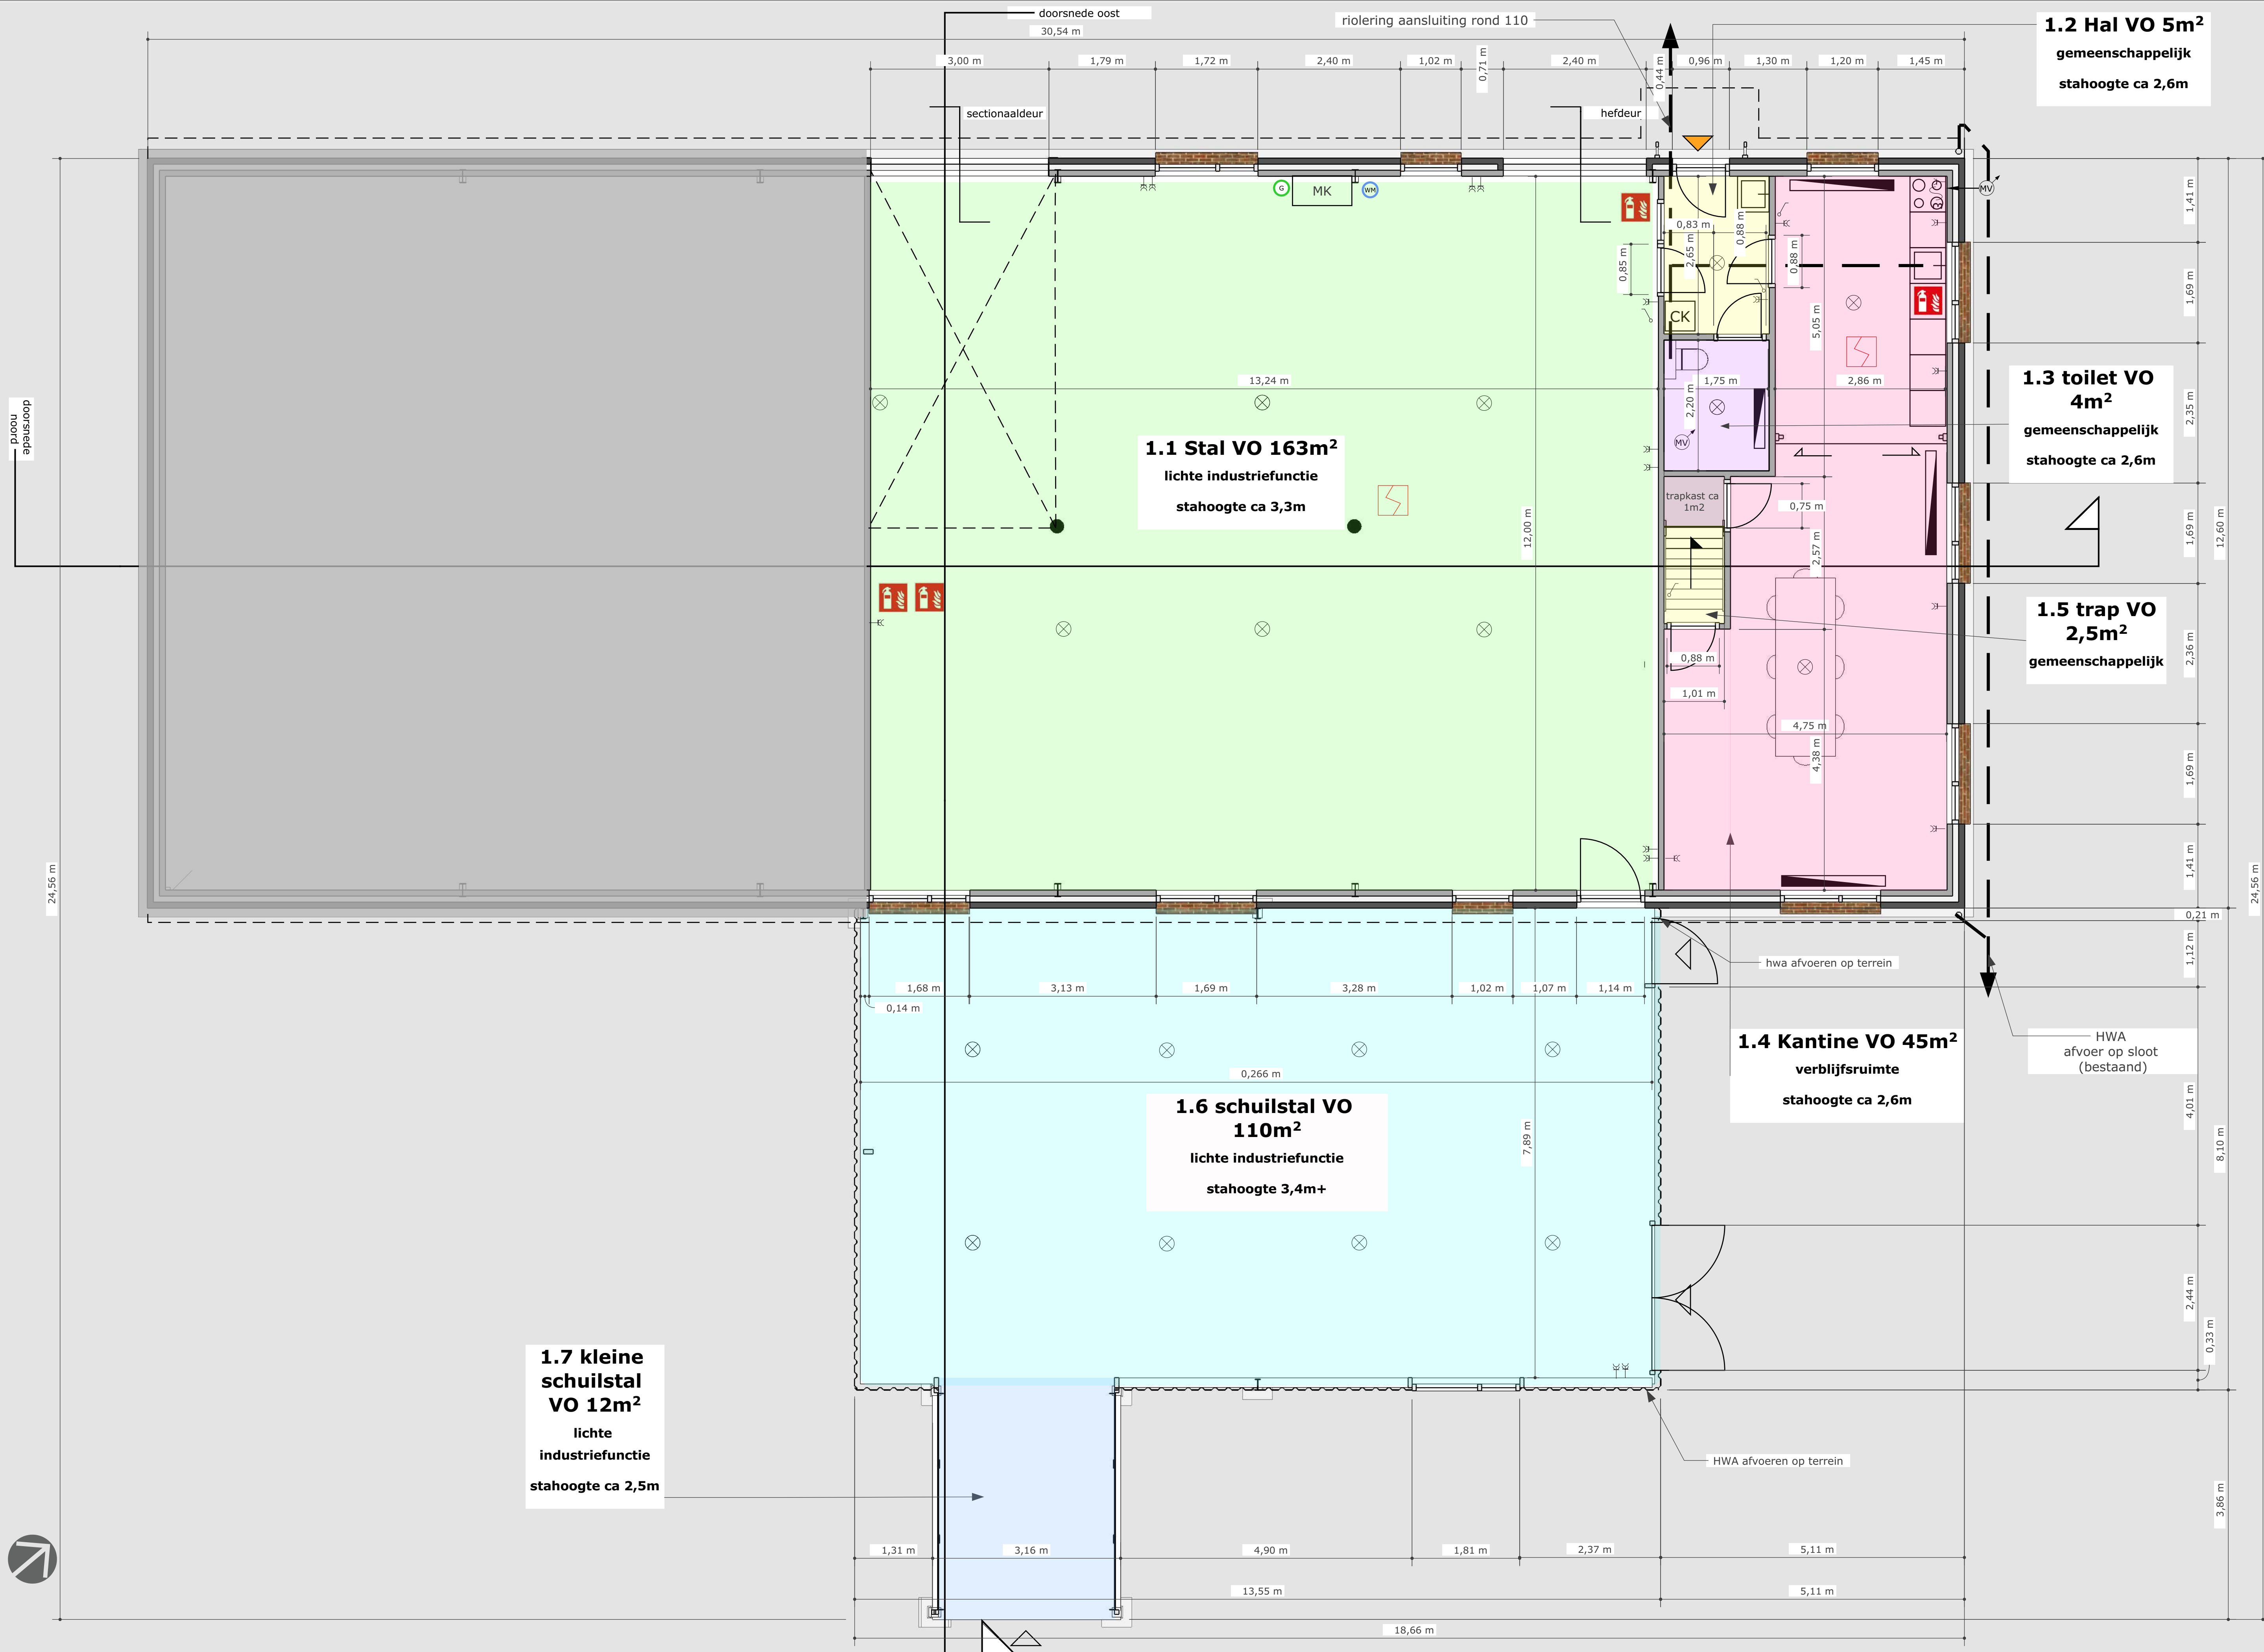 doorsnede oost
riolering aansluiting rond 110
1.2 Hal VO 5m²
gemeenschappelijk
stahoogte ca 2,6m
30,54 m
3,00 m
1,79 m
1,72 m
2,40 m
1,02 m
0,71 m
2,40 m
0,44 m
0,96 m
1,30 m
1,20 m
1,45 m
sectionaaldeur
hefdeur
G
MK
WM
MV
1,41 m
0,83 m
0,88 m
2,65 m
0,88 m
0,85 m
1,69 m
CK
5,05 m
13,24 m
1,75 m
2,86 m
2,20 m
MV
1.3 toilet VO
4m²
gemeenschappelijk
stahoogte ca 2,6m
2,35 m
doorsnede
noord
1.1 Stal VO 163m²
lichte industriefunctie
stahoogte ca 3,3m
trapkast ca
1m2
0,75 m
12,00 m
2,57 m
1,69 m
12,60 m
1.5 trap VO
2,5m²
gemeenschappelijk
0,88 m
1,01 m
2,36 m
4,75 m
4,38 m
1,69 m
24,56 m
1,41 m
24,56 m
0,21 m
1,12 m
hwa afvoeren op terrein
1,68 m
3,13 m
1,69 m
3,28 m
1,02 m
1,07 m
1,14 m
0,14 m
1.4 Kantine VO 45m²
verblijfsruimte
stahoogte ca 2,6m
HWA
afvoer op sloot
(bestaand)
0,266 m
1.6 schuilstal VO
110m²
lichte industriefunctie
stahoogte 3,4m+
7,89 m
4,01 m
8,10 m
2,44 m
0,33 m
1.7 kleine
schuilstal
VO 12m²
lichte
industriefunctie
stahoogte ca 2,5m
HWA afvoeren op terrein
3,86 m
1,31 m
3,16 m
4,90 m
1,81 m
2,37 m
5,11 m
13,55 m
5,11 m
18,66 m